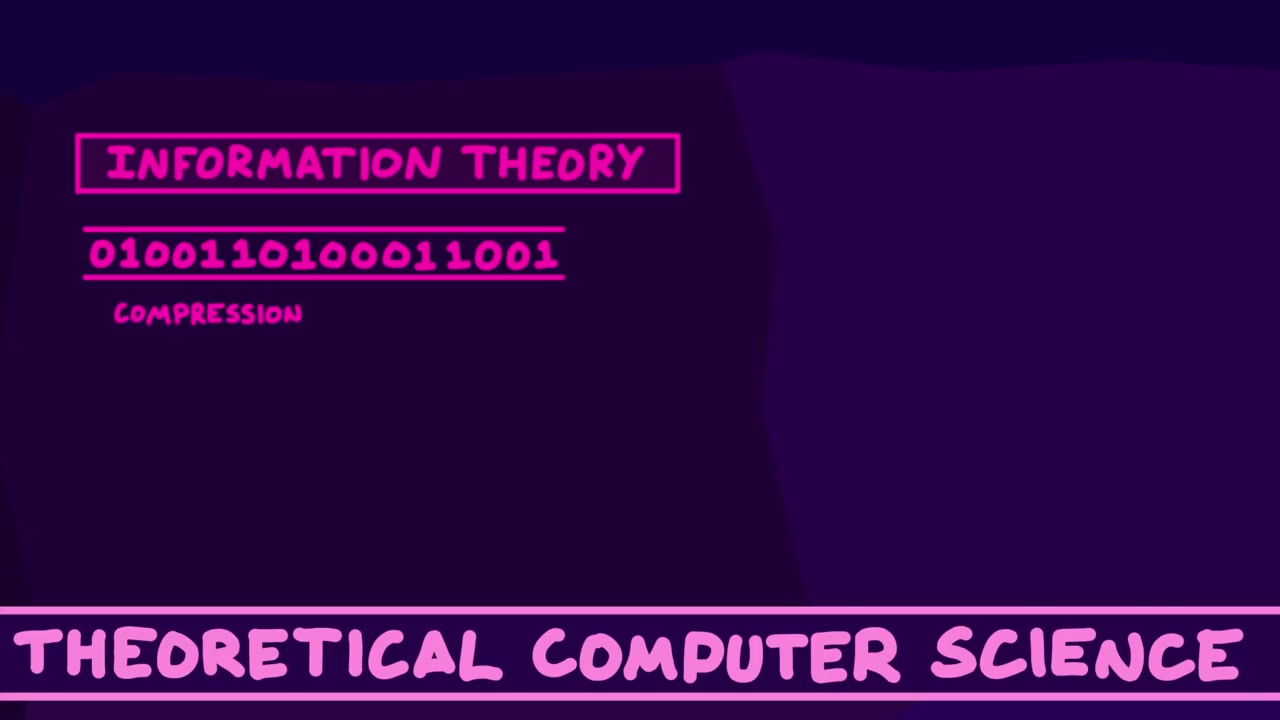 INFORMATION THEORY
0100110100011001
COMPRESSION
THEORETICAL COMPUTER SCIENCE